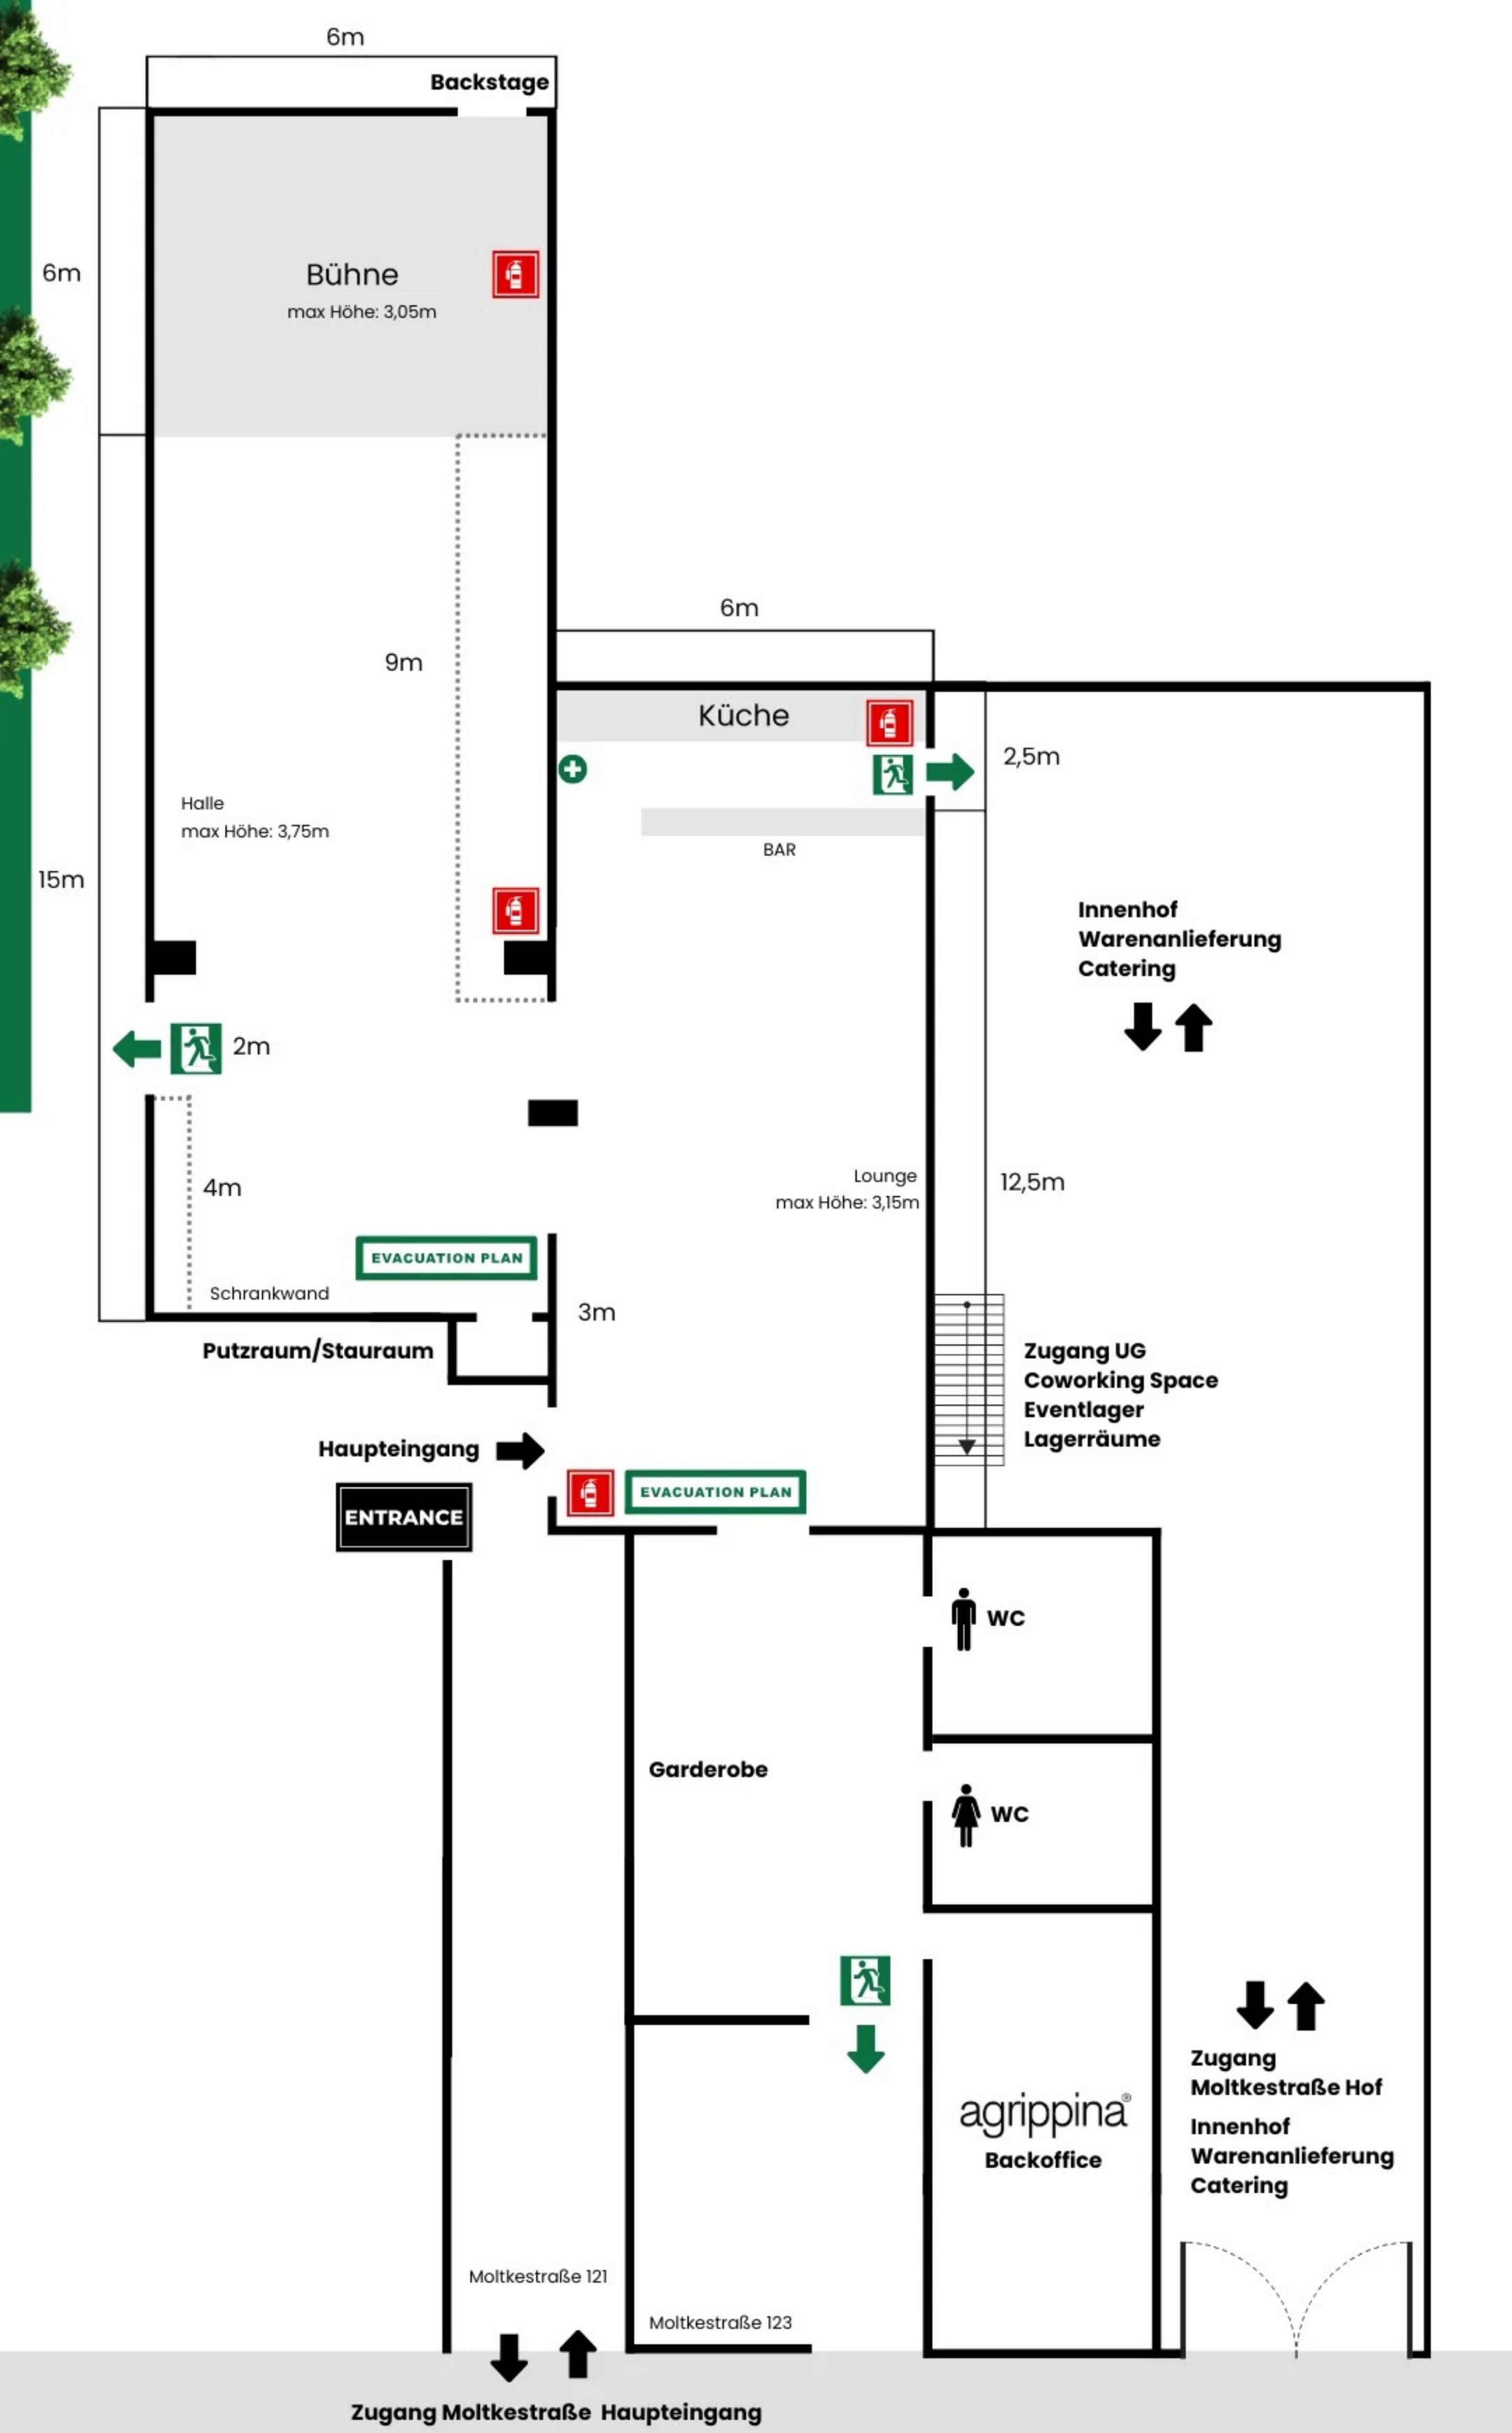 6m
Backstage
6m
Bühne
max Höhe: 3,05m
6m
9m
Küche
2,5m
Halle
max Höhe: 3,75m
BAR
15m
Innenhof
Warenanlieferung
Catering
2m
Lounge
max Höhe: 3,15m
12,5m
4m
EVACUATION PLAN
Schrankwand
3m
Putzraum/Stauraum
Zugang UG
Coworking Space
Eventlager
Lagerräume
Haupteingang
EVACUATION PLAN
ENTRANCE
WC
Garderobe
WC
Zugang
Moltkestraße Hof
agrippina®
Backoffice
Innenhof
Warenanlieferung
Catering
Moltkestraße 121
Moltkestraße 123
Zugang Moltkestraße Haupteingang